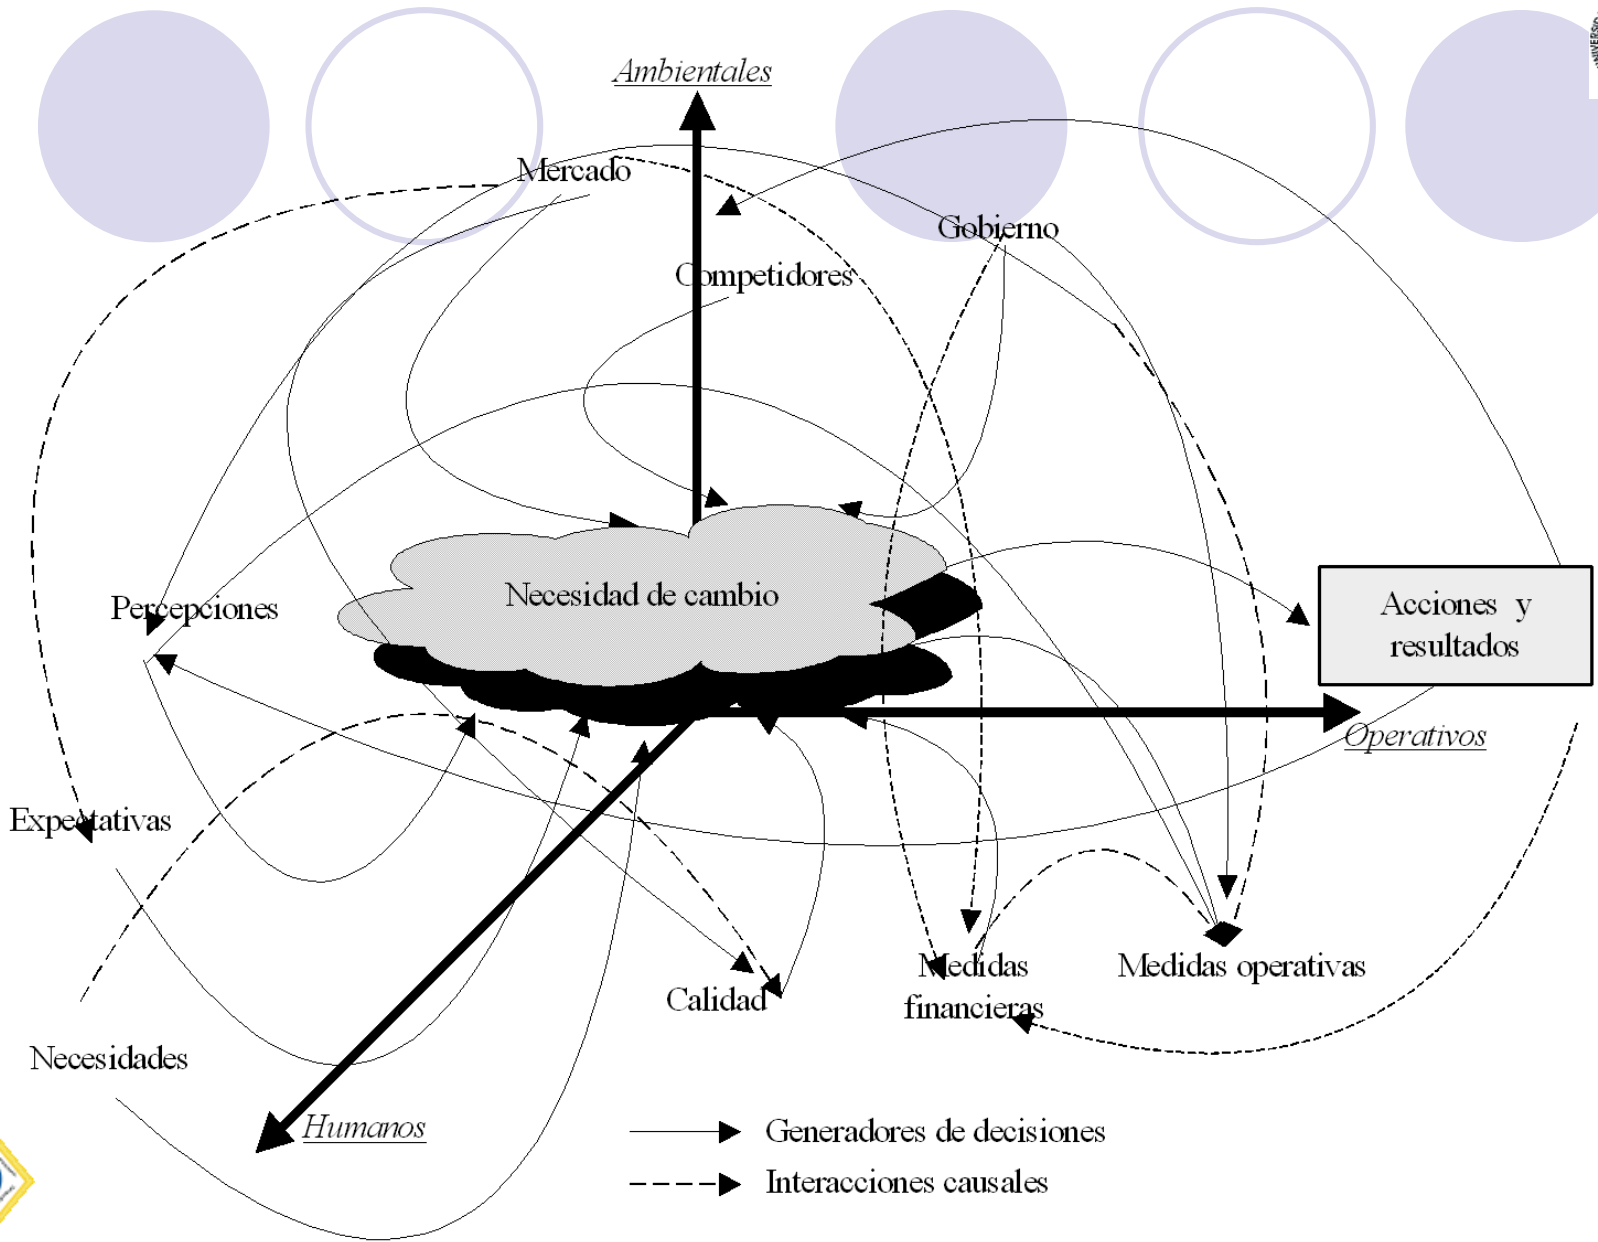 Ambientales
Mercado
Gobierno
Competidores
Necesidad de cambio
Percepciones
Acciones y
resultados
Operativos
Expectativas
Medidas
financieras
Medidas operativas
Calidad
Necesidades
Humanos
Generadores de decisiones
Interacciones causales